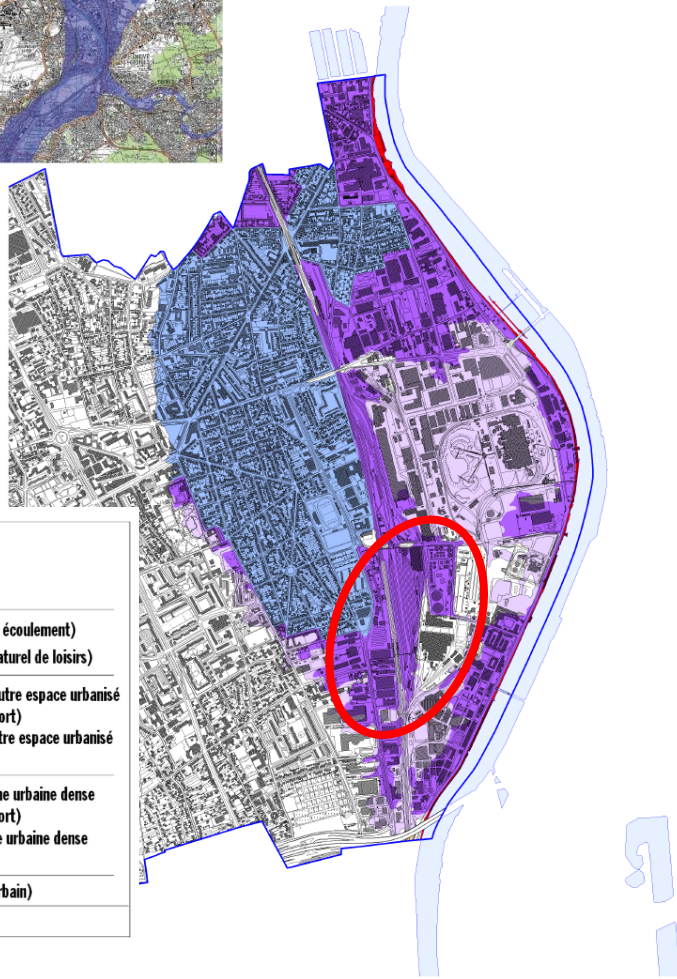 écoulement)
aturel de loisirs)
utre espace urbanisé
ort)
tre espace urbanisé
ne urbaine dense
ort)
e urbaine dense
rbain)